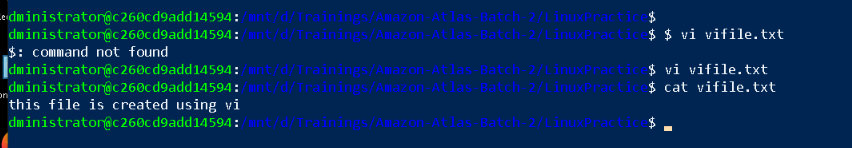 dministrator@c260cd9add14594:/mnt/d/Trainings/Amazon-Atlas-Batch-2/LinuxPractice$
dministrator@c260cd9add14594:/mnt/d/Trainings/Amazon-Atlas-Batch-2/LinuxPractice$ $ vi vifile.txt
$: command not found
dministrator@c260cd9add14594:/mnt/d/Trainings/Amazon-Atlas-Batch-2/LinuxPractice$ vi vifile.txt
dministrator@c260cd9add14594:/mnt/d/Trainings/Amazon-Atlas-Batch-2/LinuxPractice$ cat vifile.txt
this file is created using vi
dministrator@c260cd9add14594:/mnt/d/Trainings/Amazon-Atlas-Batch-2/LinuxPractice$